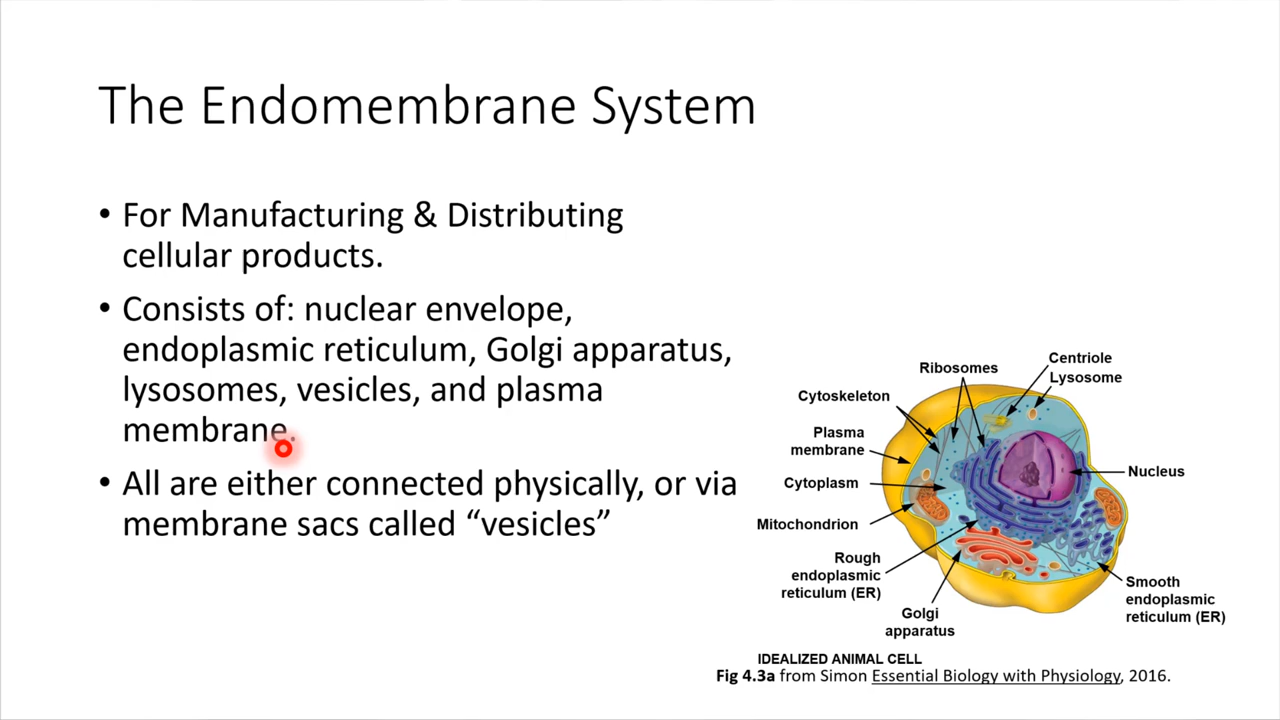 The Endomembrane System
• For Manufacturing & Distributing
cellular products.
• Consists of: nuclear envelope,
endoplasmic reticulum, Golgi apparatus,
lysosomes, vesicles, and plasma
membrane.
• All are either connected physically, or via
membrane sacs called “vesicles”
Ribosomes
Centriole
Lysosome
Cytoskeleton
Plasma
membrane
Nucleus
Cytoplasm
Mitochondrion
Rough
endoplasmic
reticulum (ER)
Smooth
endoplasmic
reticulum (ER)
Golgi
apparatus
IDEALIZED ANIMAL CELL
Fig 4.3a from Simon Essential Biology with Physiology, 2016.